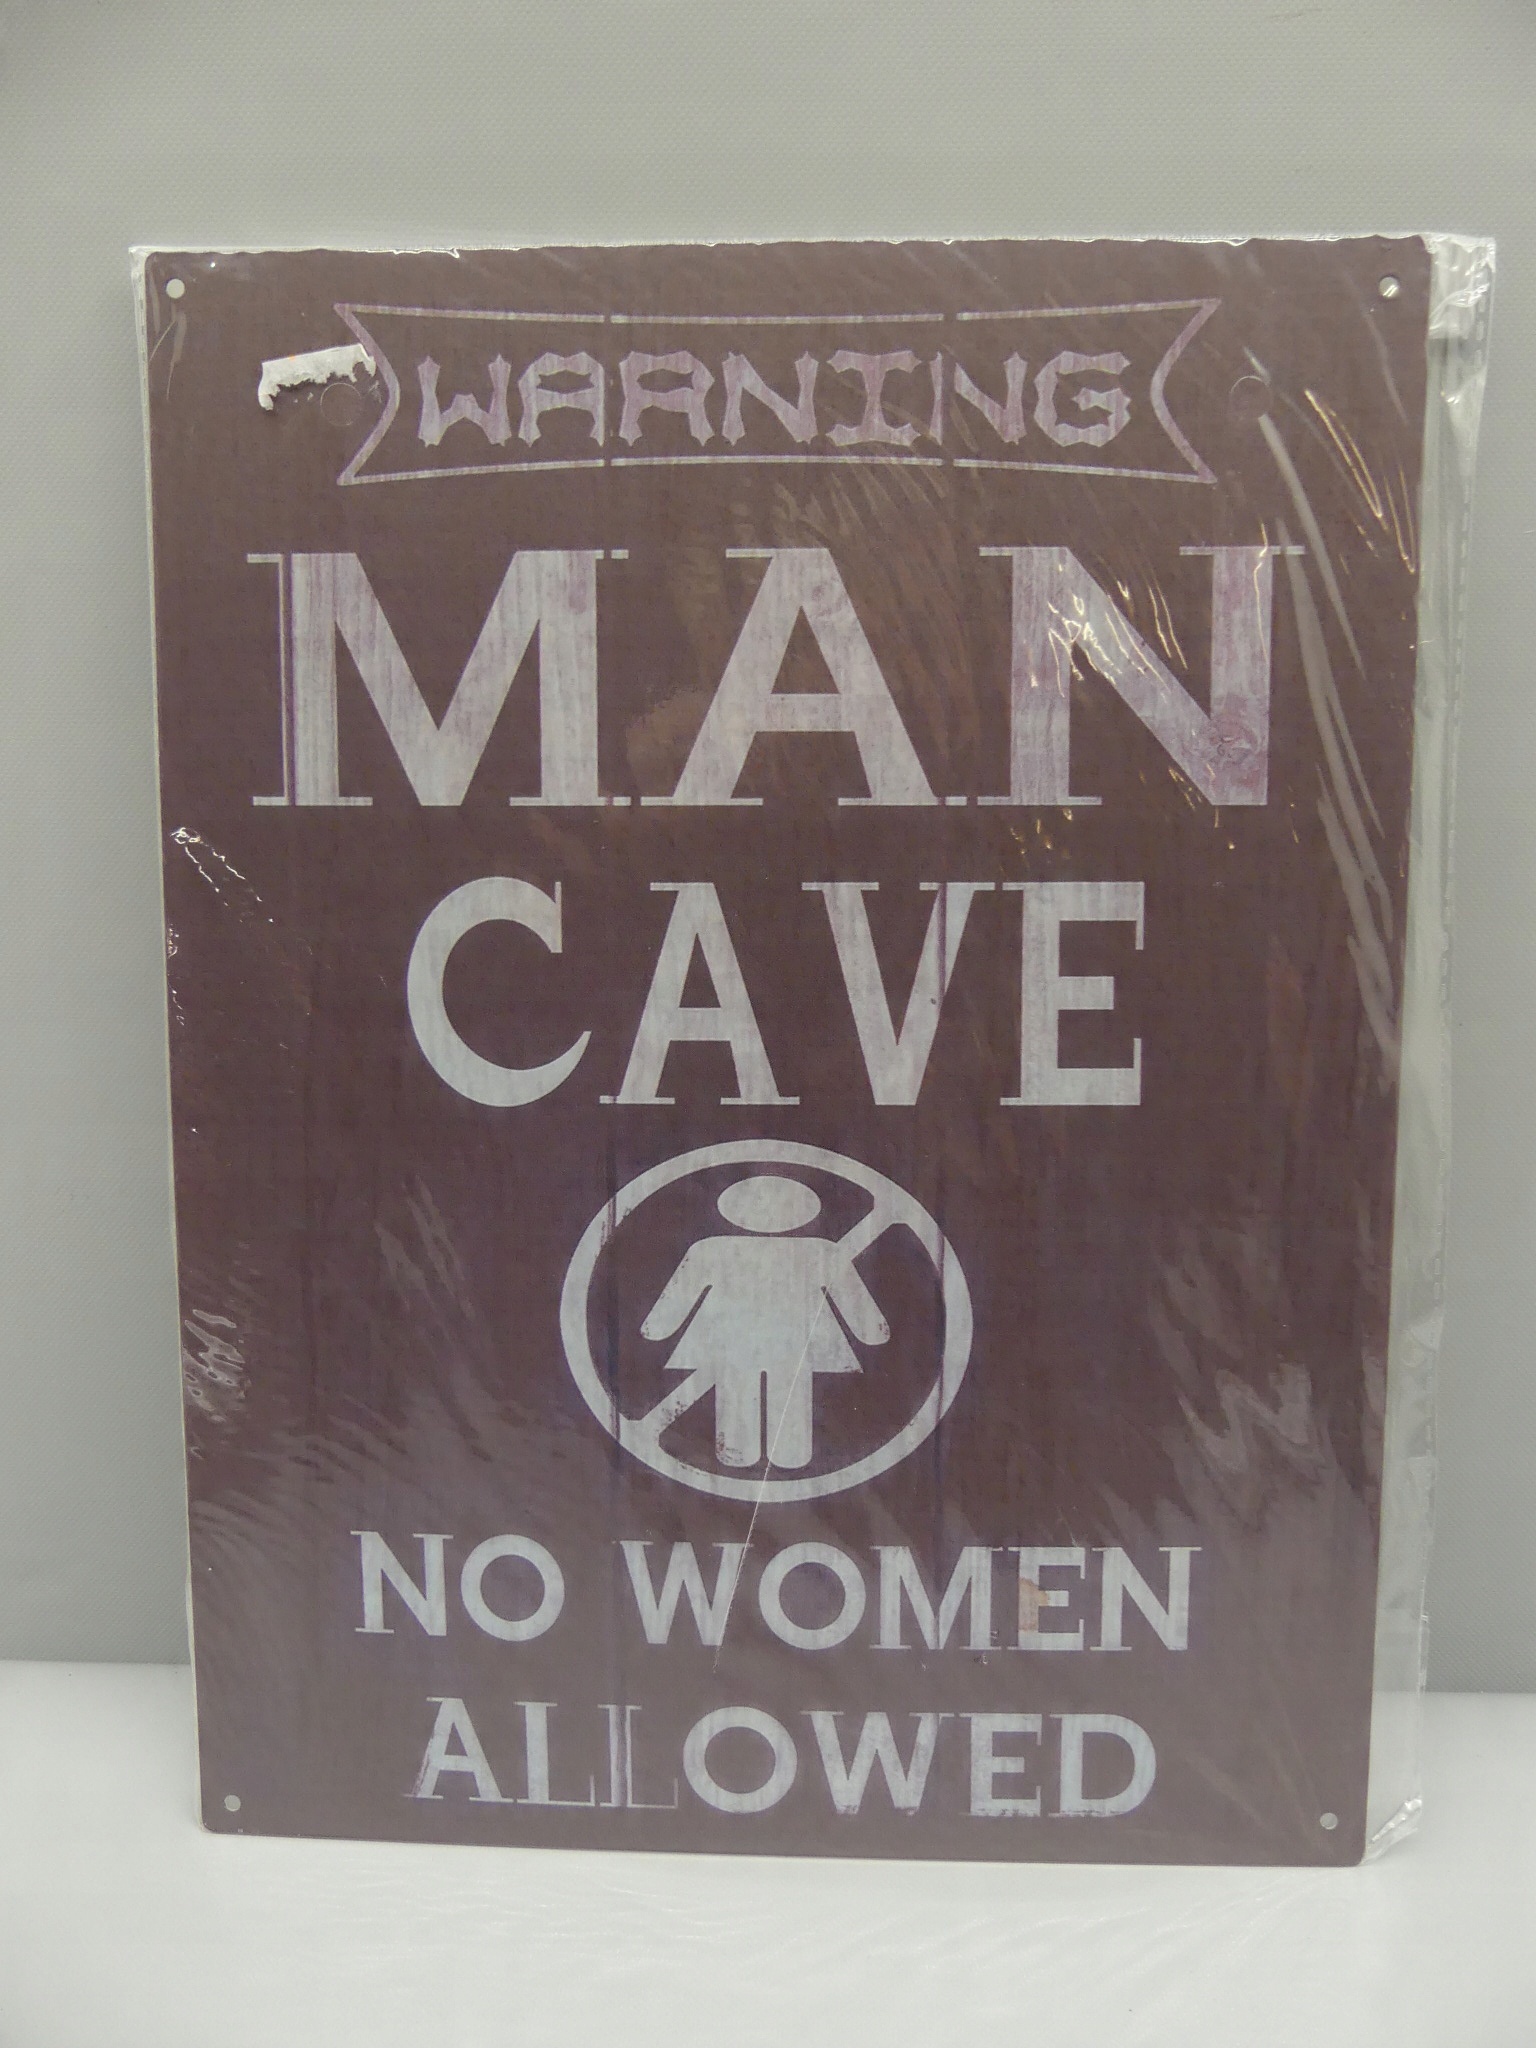 WARNING
MAN
CAVE
NO WOMEN
ALLOWED